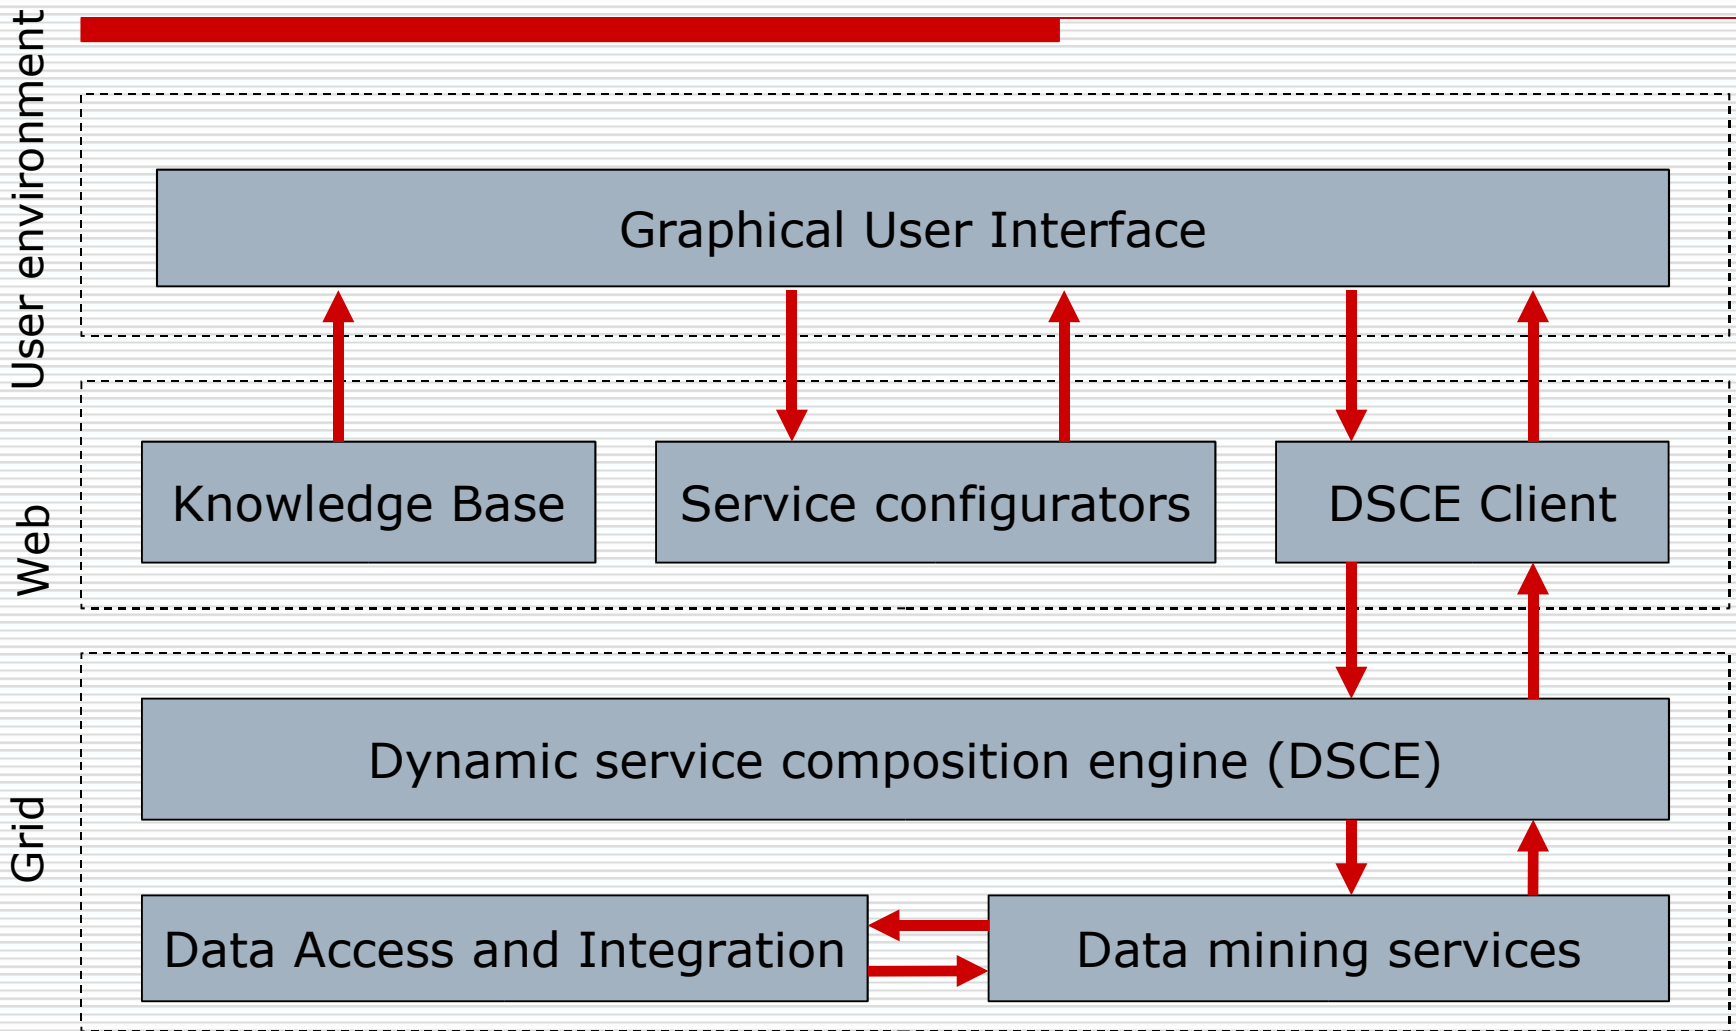 User environment
Graphical User Interface
Web
Knowledge Base
Service configurators
DSCE Client
Grid
Dynamic service composition engine (DSCE)
Data Access and Integration
Data mining services